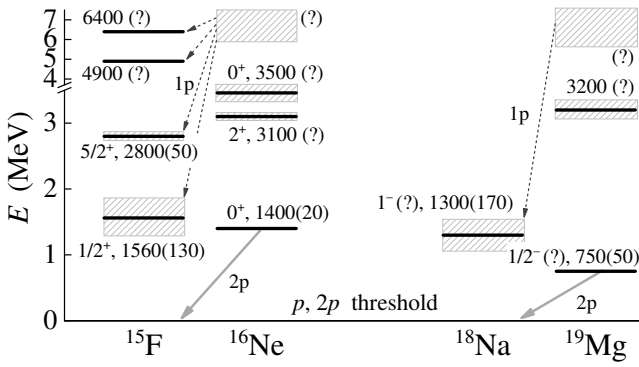 7
6
5
4
3
2
1
0
E (MeV)
6400 (?)
4900 (?)
1p
5/2⁺, 2800(50)
1/2⁺, 1560(130)
(?)
0⁺, 3500 (?)
2⁺, 3100 (?)
0⁺, 1400(20)
2p
p, 2p threshold
(?)
3200 (?)
1p
1⁻(?), 1300(170)
1/2⁻(?), 750(50)
2p
¹⁵F ¹⁶Ne ¹⁸Na ¹⁹Mg